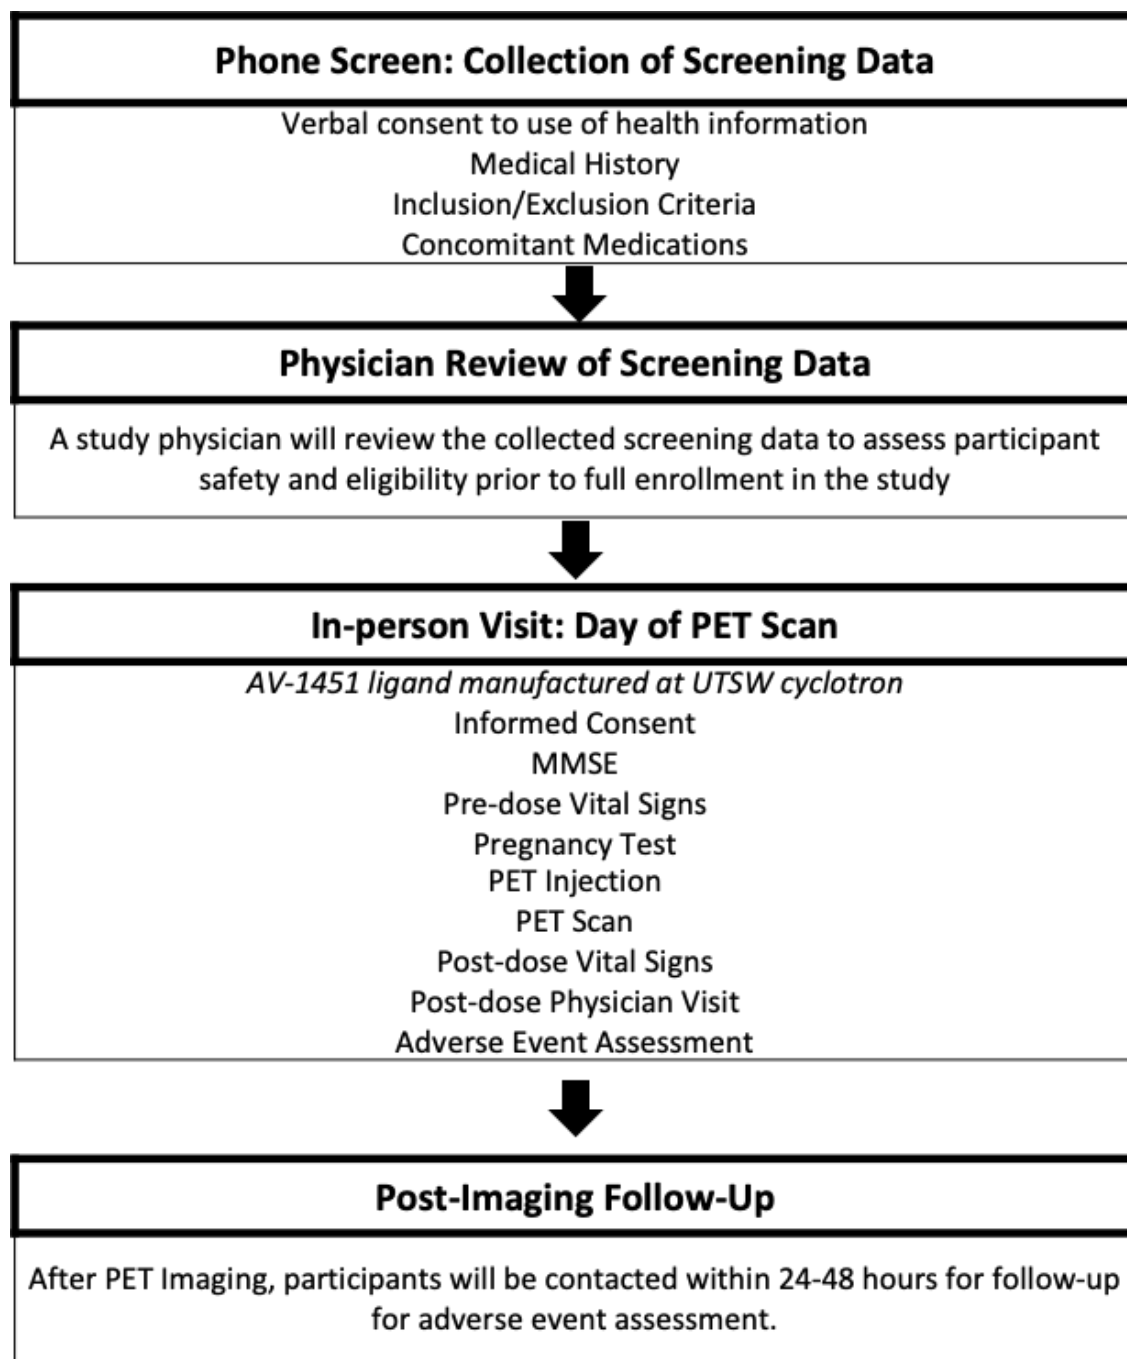 Phone Screen: Collection of Screening Data
Verbal consent to use of health information
Medical History
Inclusion/Exclusion Criteria
Concomitant Medications
Physician Review of Screening Data
A study physician will review the collected screening data to assess participant
safety and eligibility prior to full enrollment in the study
In-person Visit: Day of PET Scan
AV-1451 ligand manufactured at UTSW cyclotron
Informed Consent
MMSE
Pre-dose Vital Signs
Pregnancy Test
PET Injection
PET Scan
Post-dose Vital Signs
Post-dose Physician Visit
Adverse Event Assessment
Post-Imaging Follow-Up
After PET Imaging, participants will be contacted within 24-48 hours for follow-up
for adverse event assessment.